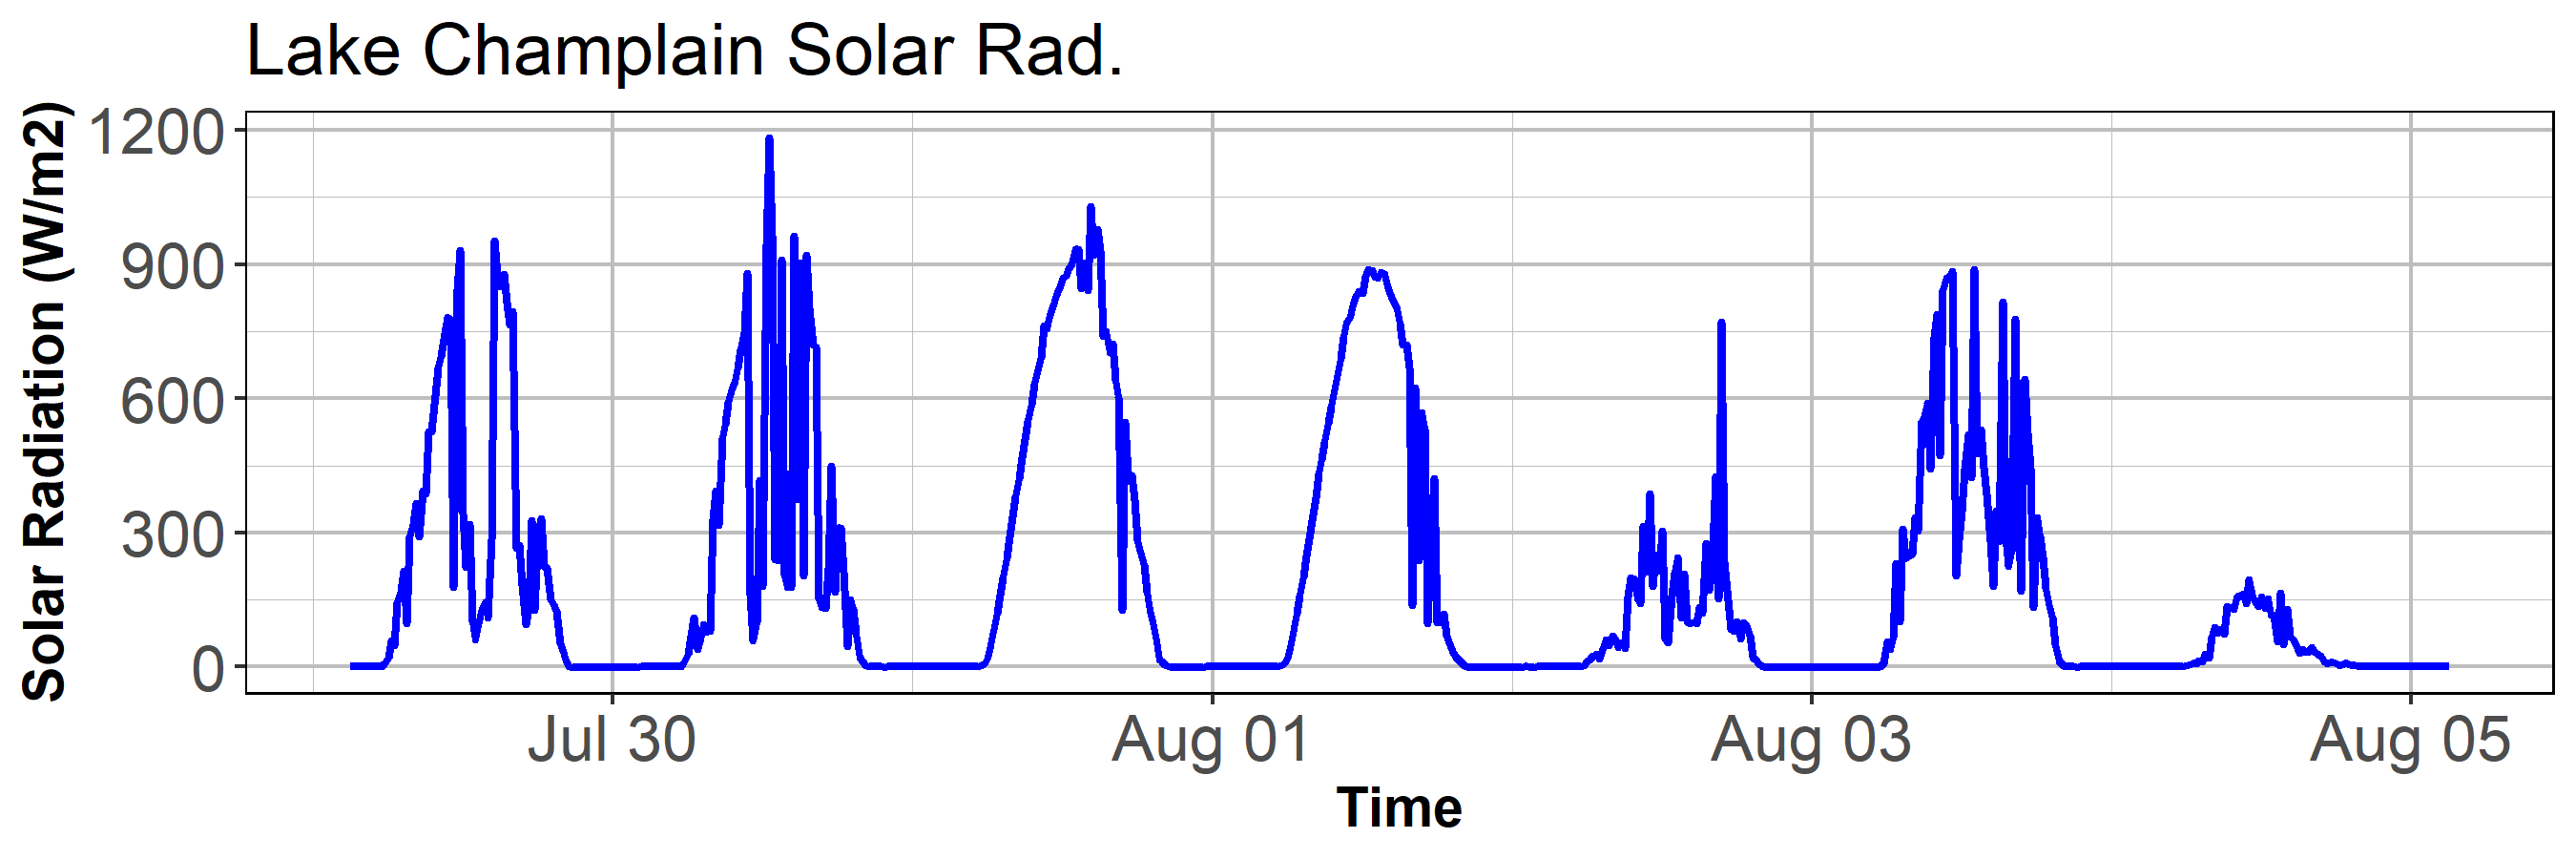 Lake Champlain Solar Rad.
Solar Radiation (W/m2)
1200
900
600
300
0
Jul 30 Aug 01 Aug 03 Aug 05
Time